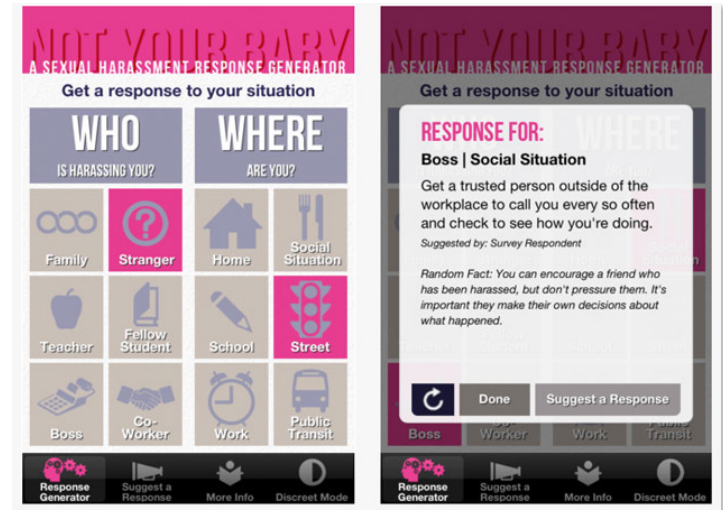 NOT YOUR BABY
A SEXUAL HARASSMENT RESPONSE GENERATOR
Get a response to your situation
WHO
IS HARASSING YOU?
WHERE
ARE YOU?
Family
Stranger
Home
Social
Situation
Teacher
Fellow
Student
School
Street
Boss
Co-
Worker
Work
Public
Transit
Response
Generator
Suggest a
Response
More Info
Discreet Mode
NOT YOUR BABY
A SEXUAL HARASSMENT RESPONSE GENERATOR
Get a response to your situation
RESPONSE FOR:
Boss | Social Situation
Get a trusted person outside of the
workplace to call you every so often
and check to see how you're doing.
Suggested by: Survey Respondent
Random Fact: You can encourage a friend who
has been harassed, but don't pressure them. It's
important they make their own decisions about
what happened.
Done
Suggest a Response
Boss
Worker
Work
Transit
Response
Generator
Suggest a
Response
More Info
Discreet Mode